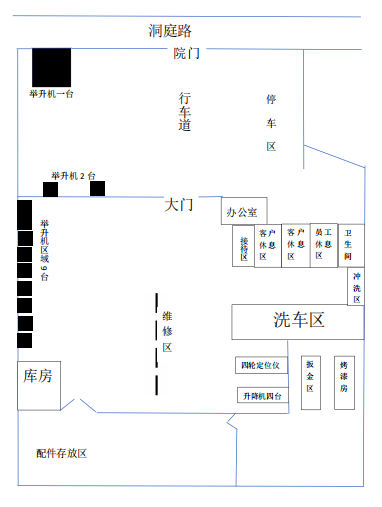 洞庭路
院门
举升机一台
行车道
停车区
举升机2台
大门
办公室
举升机区域9台
接待区
客户休息区
客户休息区
员工休息区
卫生间
冲洗区
维修区
洗车区
库房
四轮定位仪
钣金区
烤漆房
升降机四台
配件存放区